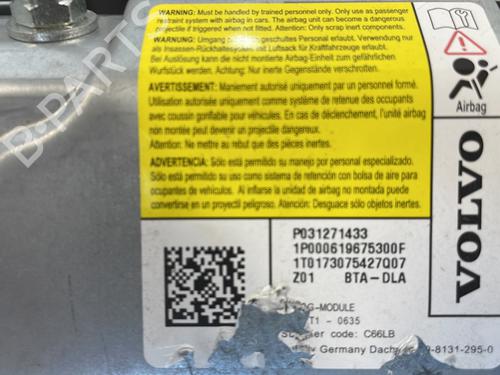 WARNING: Must be handled by trained personnel only. Only use as passenger
restraint system with airbag in cars. The airbag unit can become a dangerous
projectile if triggered when not fitted. Attention: Only scrap inert components.
WARNUNG: Umgang
geschultes Personal erlaubt. Verwendung nur
als Insassen-Rückhaltesystem mit Luftsack für Kraftfahrzeuge erlaubt.
Bei Auslösung kann die nicht montierte Airbag-Einheit zum gefährlichen
Wurfstück werden. Achtung: Nur inerte Gegenstände verschrotten.
AVERTISSEMENT: Maniement autorisé uniquement par un personnel formé.
Utilisation autorisée uniquement comme système de retenue des occupants
avec coussin gonflable pour véhicules. En cas de déclenchement, l'unité airbag
non montée peut devenir un projectile dangereux.
Attention: Ne mettre au rebut que des pièces inertes.
ADVERTENCIA: Sólo está permitido su manejo por personal especializado.
Sólo está permitido su uso como sistema de retención con bolsa de aire para
ocupantes de vehículos. Al inflarse la unidad de airbag no montada puede
convertirse en un proyectil peligroso. Atención: Desguace sólo objetos inertes.
Airbag
VOLVO
P031271433
1P000619675300F
1T0173075427Q07
Z01 BTA-DLA
-MODULE
T1 - 0635
code: C66LB
Germany
-8131-295-0
B-PARTS